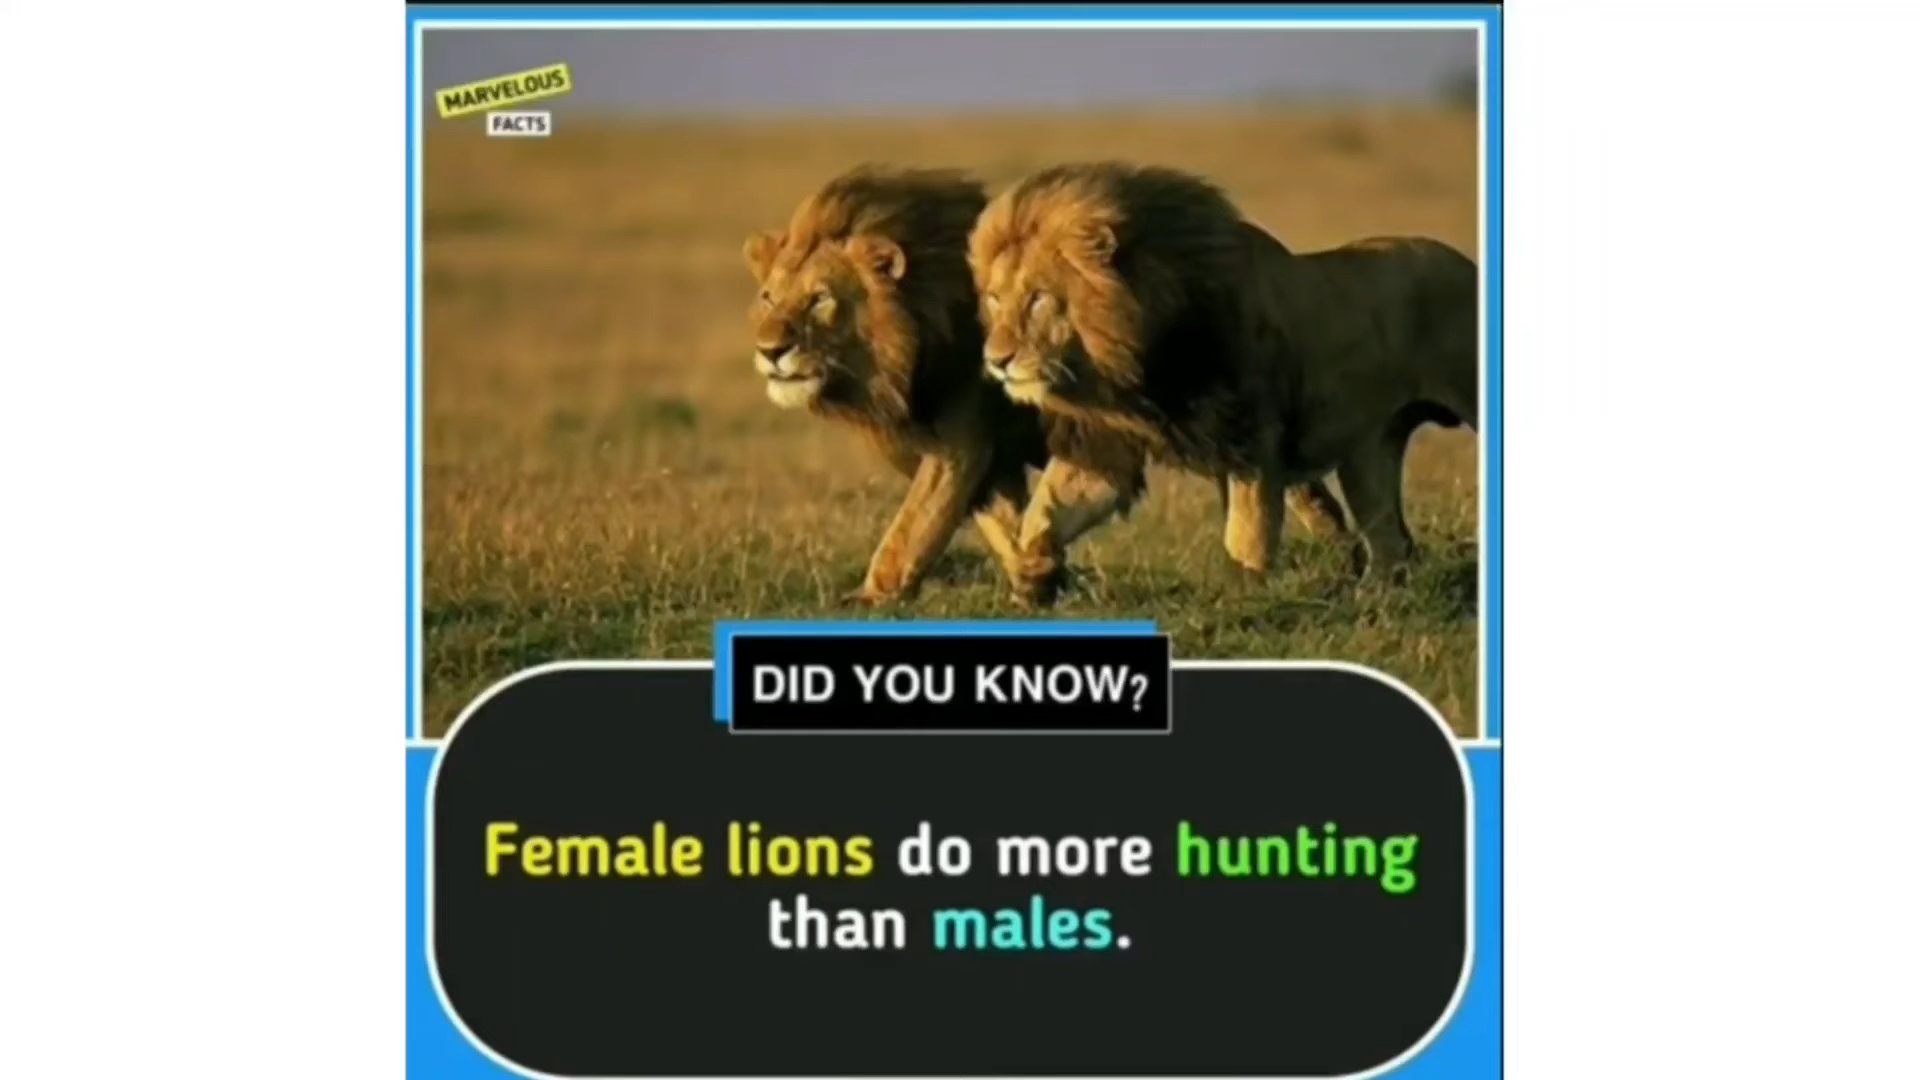 MARVELOUS
FACTS
DID YOU KNOW?
Female lions do more hunting
than males.